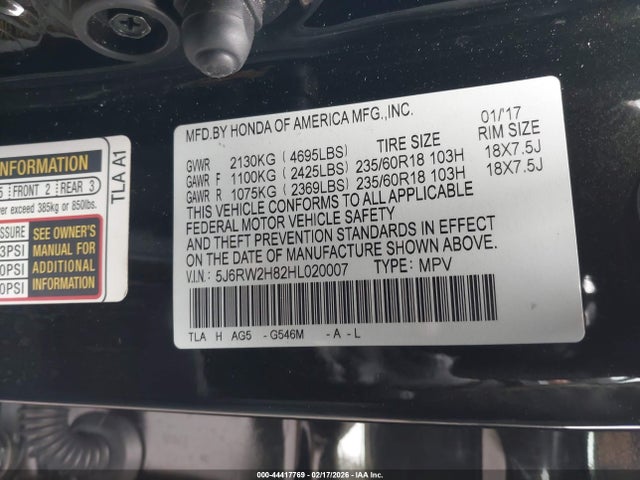 MFD.BY HONDA OF AMERICA MFG.,INC. 01/'17
GVWR 2130KG (4695LBS) TIRE SIZE RIM SIZE
GAWR F 1100KG (2425LBS) 235/60R18 103H 18X7.5J
GAWR R 1075KG (2369LBS) 235/60R18 103H 18X7.5J
THIS VEHICLE CONFORMS TO ALL APPLICABLE
FEDERAL MOTOR VEHICLE SAFETY
AND THEFT PREVENTION STANDARDS IN EFFECT
ON THE DATE OF MANUFACTURE SHOWN ABOVE.
V.I.N.: 5J6RW2H82HL020007 TYPE: MPV
TLA H AG5 -G546M -A-L
INFORMATION
FRONT 2 REAR 3
exceed 385kg or 850lbs.
TLA A1
SEE OWNER'S
MANUAL FOR
ADDITIONAL
INFORMATION
000-44417769 - 02/17/2026 - IAA Inc.